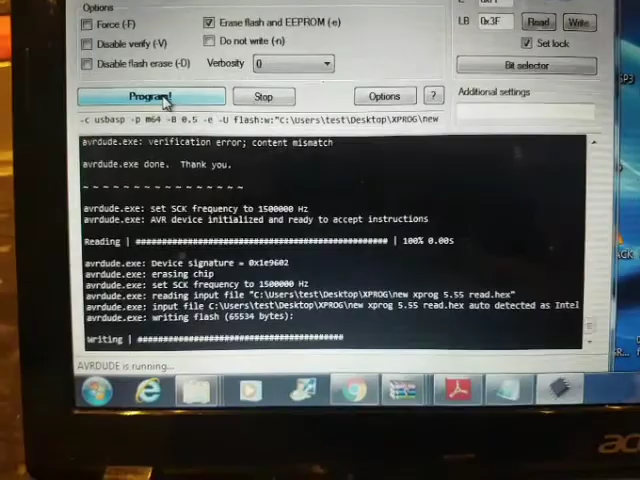 Options
Force (-F)
Erase flash and EEPROM (-e)
Disable verify (-V)
Do not write (-n)
Disable flash erase (-D)
Verbosity
0
LB 0x3F Read Write
Set lock
Bit selector
Program!
Stop
Options
?
Additional settings
-c usbasp -p m64 -B 0.5 -e -U flash:w:"C:\Users\test\Desktop\XPROG\new
avrdude.exe: verification error; content mismatch
avrdude.exe done. Thank you.
~ ~ ~ ~ ~ ~ ~ ~ ~ ~ ~ ~ ~ ~ ~ ~
avrdude.exe: set SCK frequency to 1500000 Hz
avrdude.exe: AVR device initialized and ready to accept instructions
Reading | ################################################## | 100% 0.00s
avrdude.exe: Device signature = 0x1e9602
avrdude.exe: erasing chip
avrdude.exe: set SCK frequency to 1500000 Hz
avrdude.exe: reading input file "C:\Users\test\Desktop\XPROG\new xprog 5.55 read.hex"
avrdude.exe: input file C:\Users\test\Desktop\XPROG\new xprog 5.55 read.hex auto detected as Intel
avrdude.exe: writing flash (65534 bytes):
Writing | #########################################
AVRDUDE is running...
acer